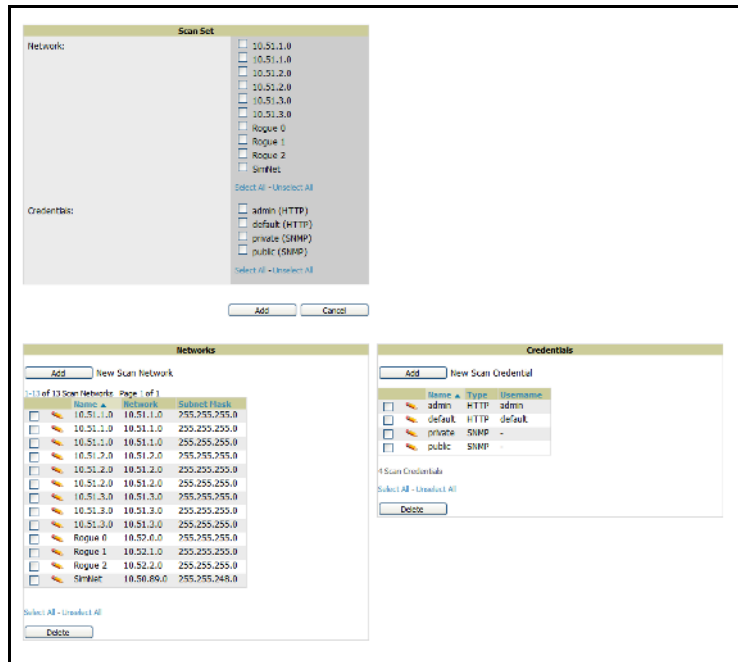 Scan Set
Network:
10.51.1.0
10.51.1.0
10.51.2.0
10.51.2.0
10.51.3.0
10.51.3.0
Rogue 0
Rogue 1
Rogue 2
SimNet
Select All - Unselect All
Credentials:
admin (HTTP)
default (HTTP)
private (SNMP)
public (SNMP)
Select All - Unselect All
Add Cancel
Networks
Add New Scan Network
1-13 of 13 Scan Networks Page 1 of 1
Name ▲ Network Subnet Mask
10.51.1.0 10.51.1.0 255.255.255.0
10.51.1.0 10.51.1.0 255.255.255.0
10.51.1.0 10.51.1.0 255.255.255.0
10.51.2.0 10.51.2.0 255.255.255.0
10.51.2.0 10.51.2.0 255.255.255.0
10.51.2.0 10.51.2.0 255.255.255.0
10.51.3.0 10.51.3.0 255.255.255.0
10.51.3.0 10.51.3.0 255.255.255.0
10.51.3.0 10.51.3.0 255.255.255.0
Rogue 0 10.52.0.0 255.255.255.0
Rogue 1 10.52.1.0 255.255.255.0
Rogue 2 10.52.2.0 255.255.255.0
SimNet 10.50.89.0 255.255.248.0
Select All - Unselect All
Delete
Credentials
Add New Scan Credential
Name ▲ Type Username
admin HTTP admin
default HTTP default
private SNMP -
public SNMP -
4 Scan Credentials
Select All - Unselect All
Delete